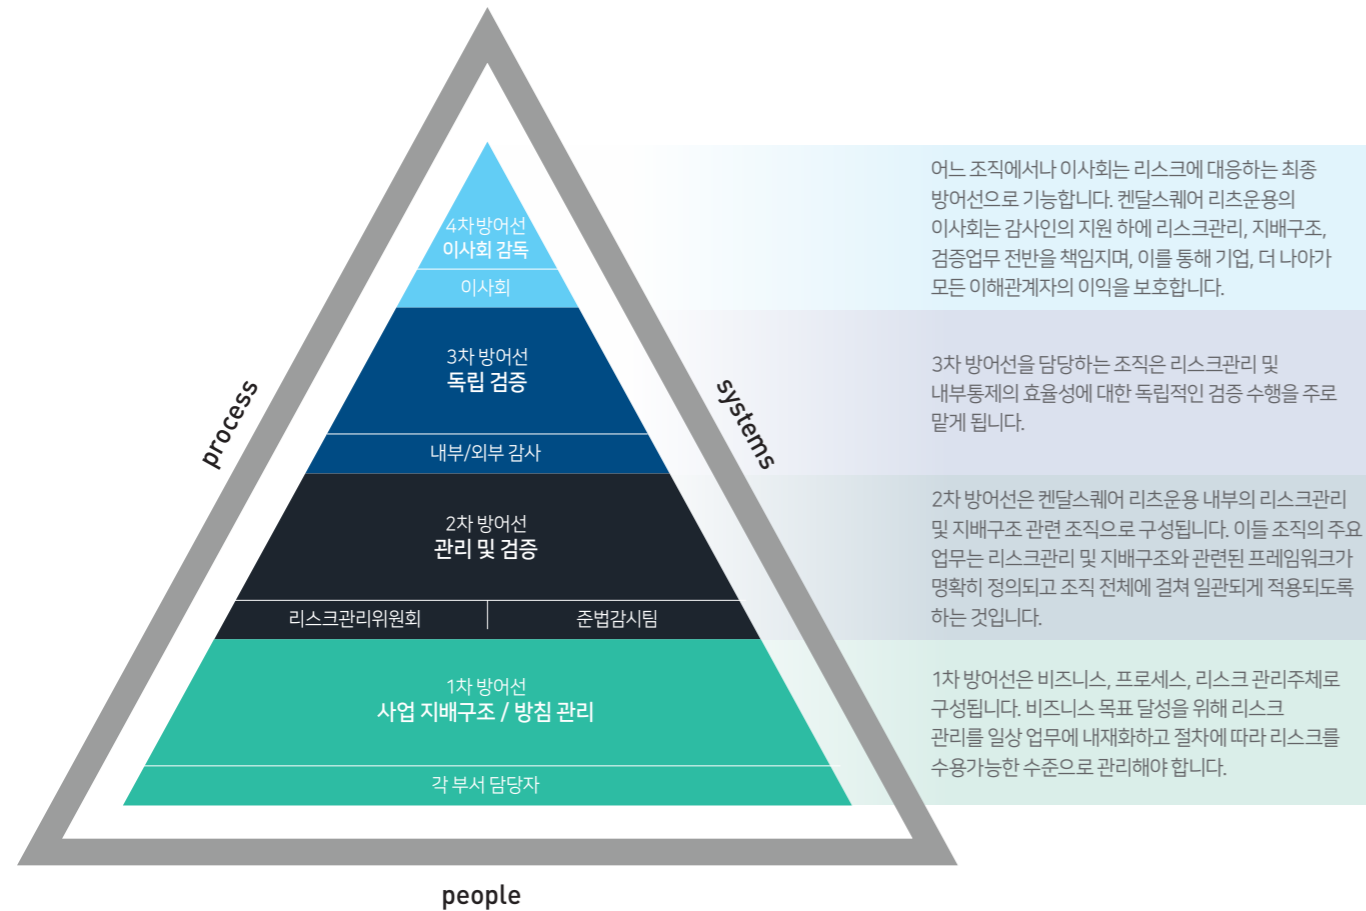 4차 방어선
이사회 감독
이사회
어느 조직에서나 이사회는 리스크에 대응하는 최종
방어선으로 기능합니다. 켄달스퀘어 리츠운용의
이사회는 감사인의 지원 하에 리스크관리, 지배구조,
검증업무 전반을 책임지며, 이를 통해 기업, 더 나아가
모든 이해관계자의 이익을 보호합니다.
3차 방어선
독립 검증
내부/외부 감사
3차 방어선을 담당하는 조직은 리스크관리 및
내부통제의 효율성에 대한 독립적인 검증 수행을 주로
맡게 됩니다.
process
systems
2차 방어선
관리 및 검증
리스크관리위원회
준법감시팀
2차 방어선은 켄달스퀘어 리츠운용 내부의 리스크관리
및 지배구조 관련 조직으로 구성됩니다. 이들 조직의 주요
업무는 리스크관리 및 지배구조와 관련된 프레임워크가
명확히 정의되고 조직 전체에 걸쳐 일관되게 적용되도록
하는 것입니다.
1차 방어선
사업 지배구조 / 방침 관리
각 부서 담당자
1차 방어선은 비즈니스, 프로세스, 리스크 관리주체로
구성됩니다. 비즈니스 목표 달성을 위해 리스크
관리를 일상 업무에 내재화하고 절차에 따라 리스크를
수용가능한 수준으로 관리해야 합니다.
people